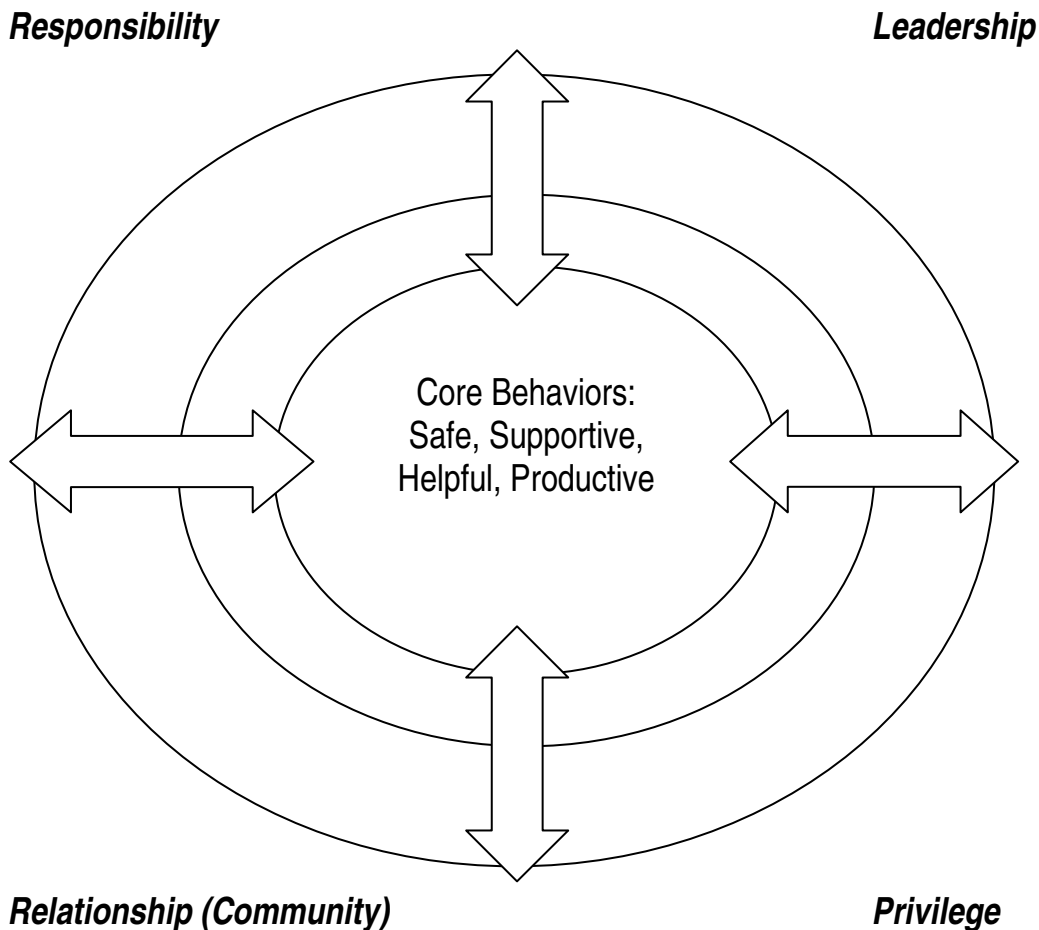 Responsibility
Leadership
Core Behaviors:
Safe, Supportive,
Helpful, Productive
Relationship (Community)
Privilege